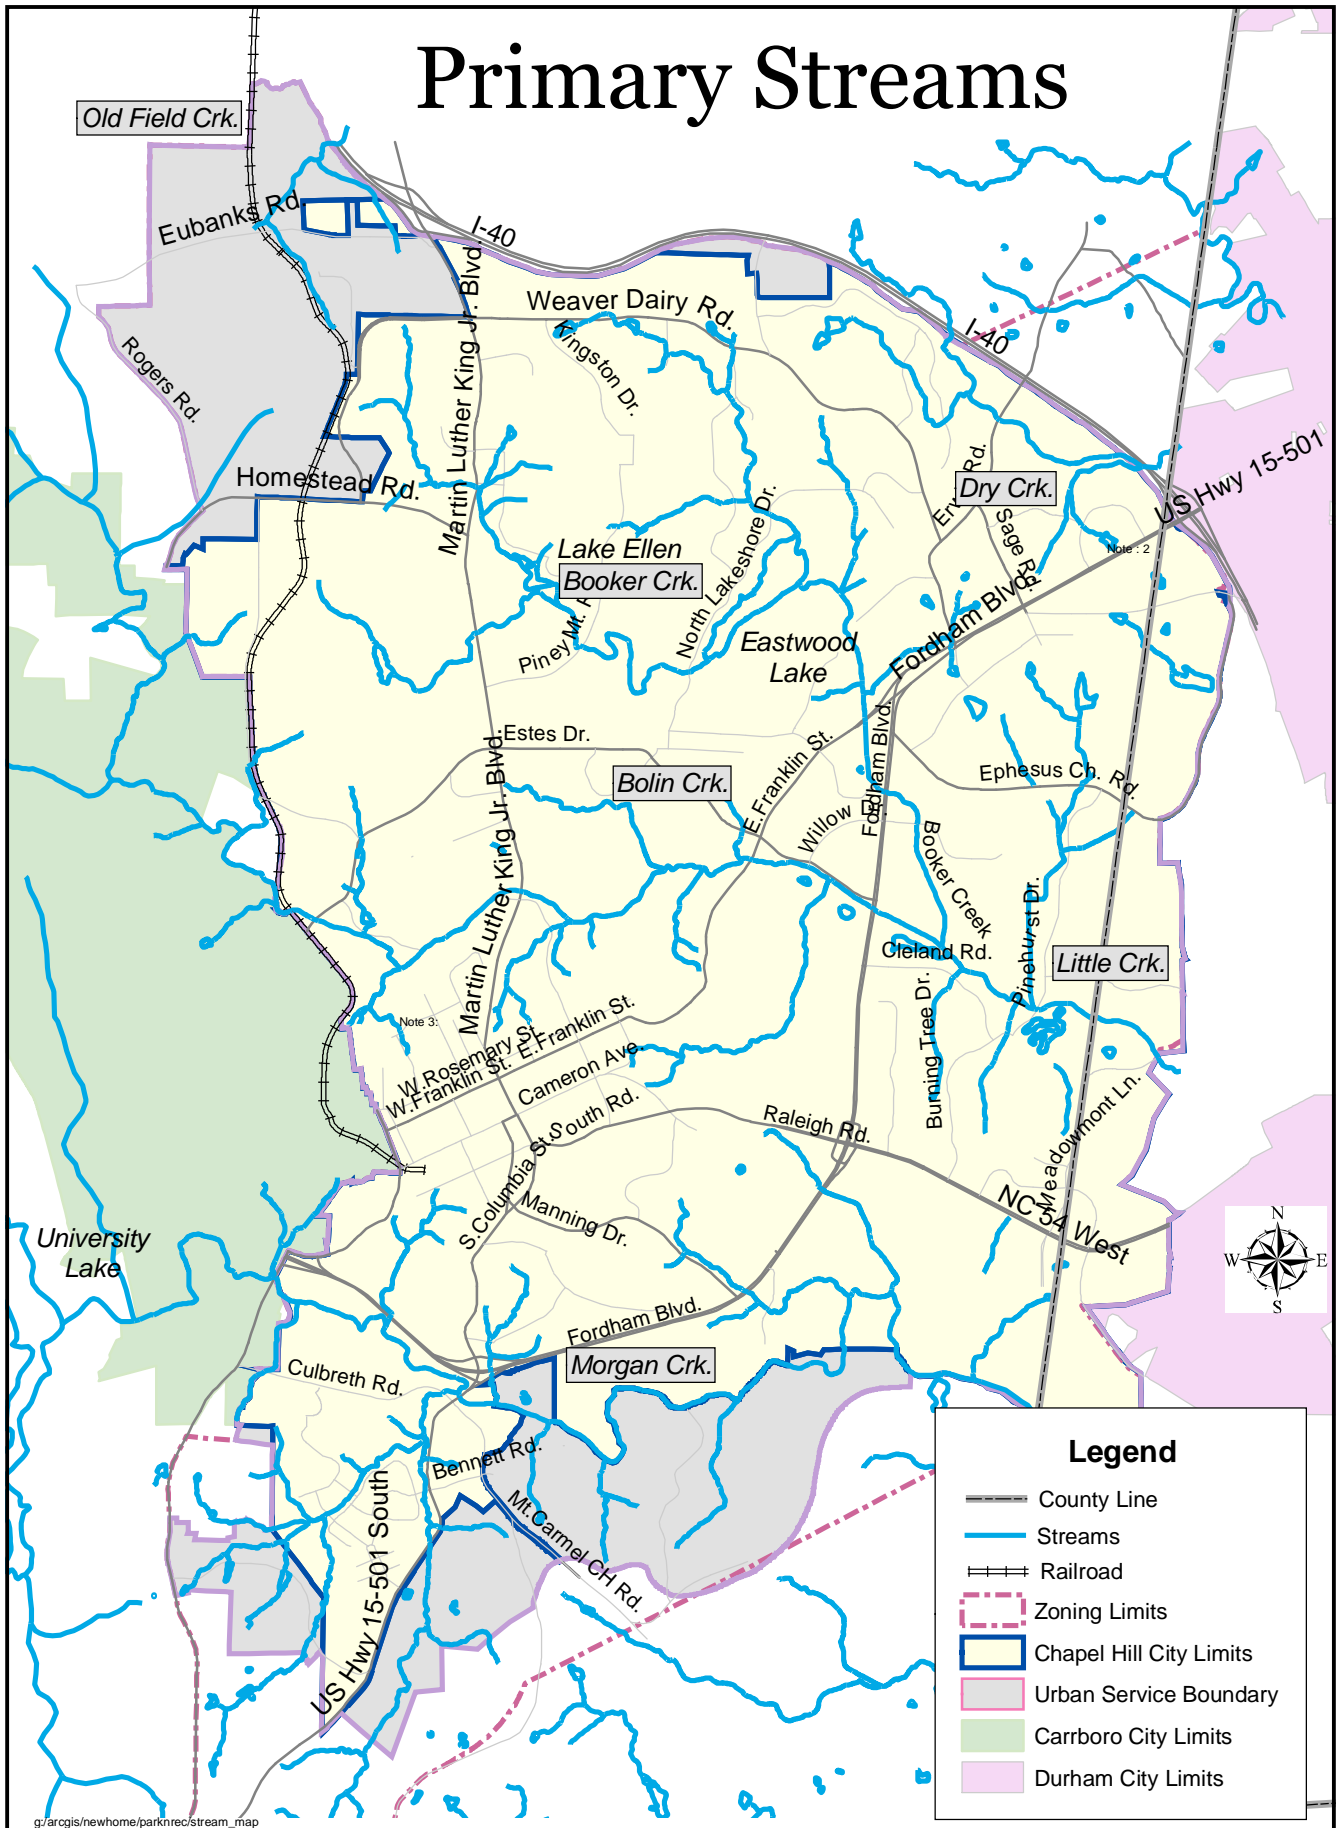 Primary Streams
Old Field Crk.
Eubanks Rd.
I-40
Weaver Dairy Rd.
Kingston Dr.
Martin Luther King Jr. Blvd.
I-40
Rogers Rd.
US Hwy 15-501
Homestead Rd.
Dry Crk.
Sage Rd.
Note : 2
Lake Ellen
Booker Crk.
North Lakeshore Dr.
Piney Mt.
Eastwood
Lake
Fordham Blvd.
Estes Dr.
Martin Luther King Jr. Blvd.
Bolin Crk.
E.Franklin St.
Fordham Blvd.
Ephesus Ch. Rd.
Willow
Booker Creek
Pinehurst Dr.
Cleland Rd.
Little Crk.
Burning Tree Dr.
Note 3:
W.Rosemary St.
W.Franklin St.
E.Franklin St.
Cameron Ave.
South Rd.
Raleigh Rd.
Meadowmont Ln.
S.Columbia St.
Manning Dr.
NC 54 West
University
Lake
N
W
E
S
Fordham Blvd.
Morgan Crk.
Culbreth Rd.
Bennett Rd.
Mt.Carmel CH Rd.
US Hwy 15-501 South
Legend
County Line
Streams
Railroad
Zoning Limits
Chapel Hill City Limits
Urban Service Boundary
Carrboro City Limits
Durham City Limits
g:/arcgis/newhome/parknrec/stream_map